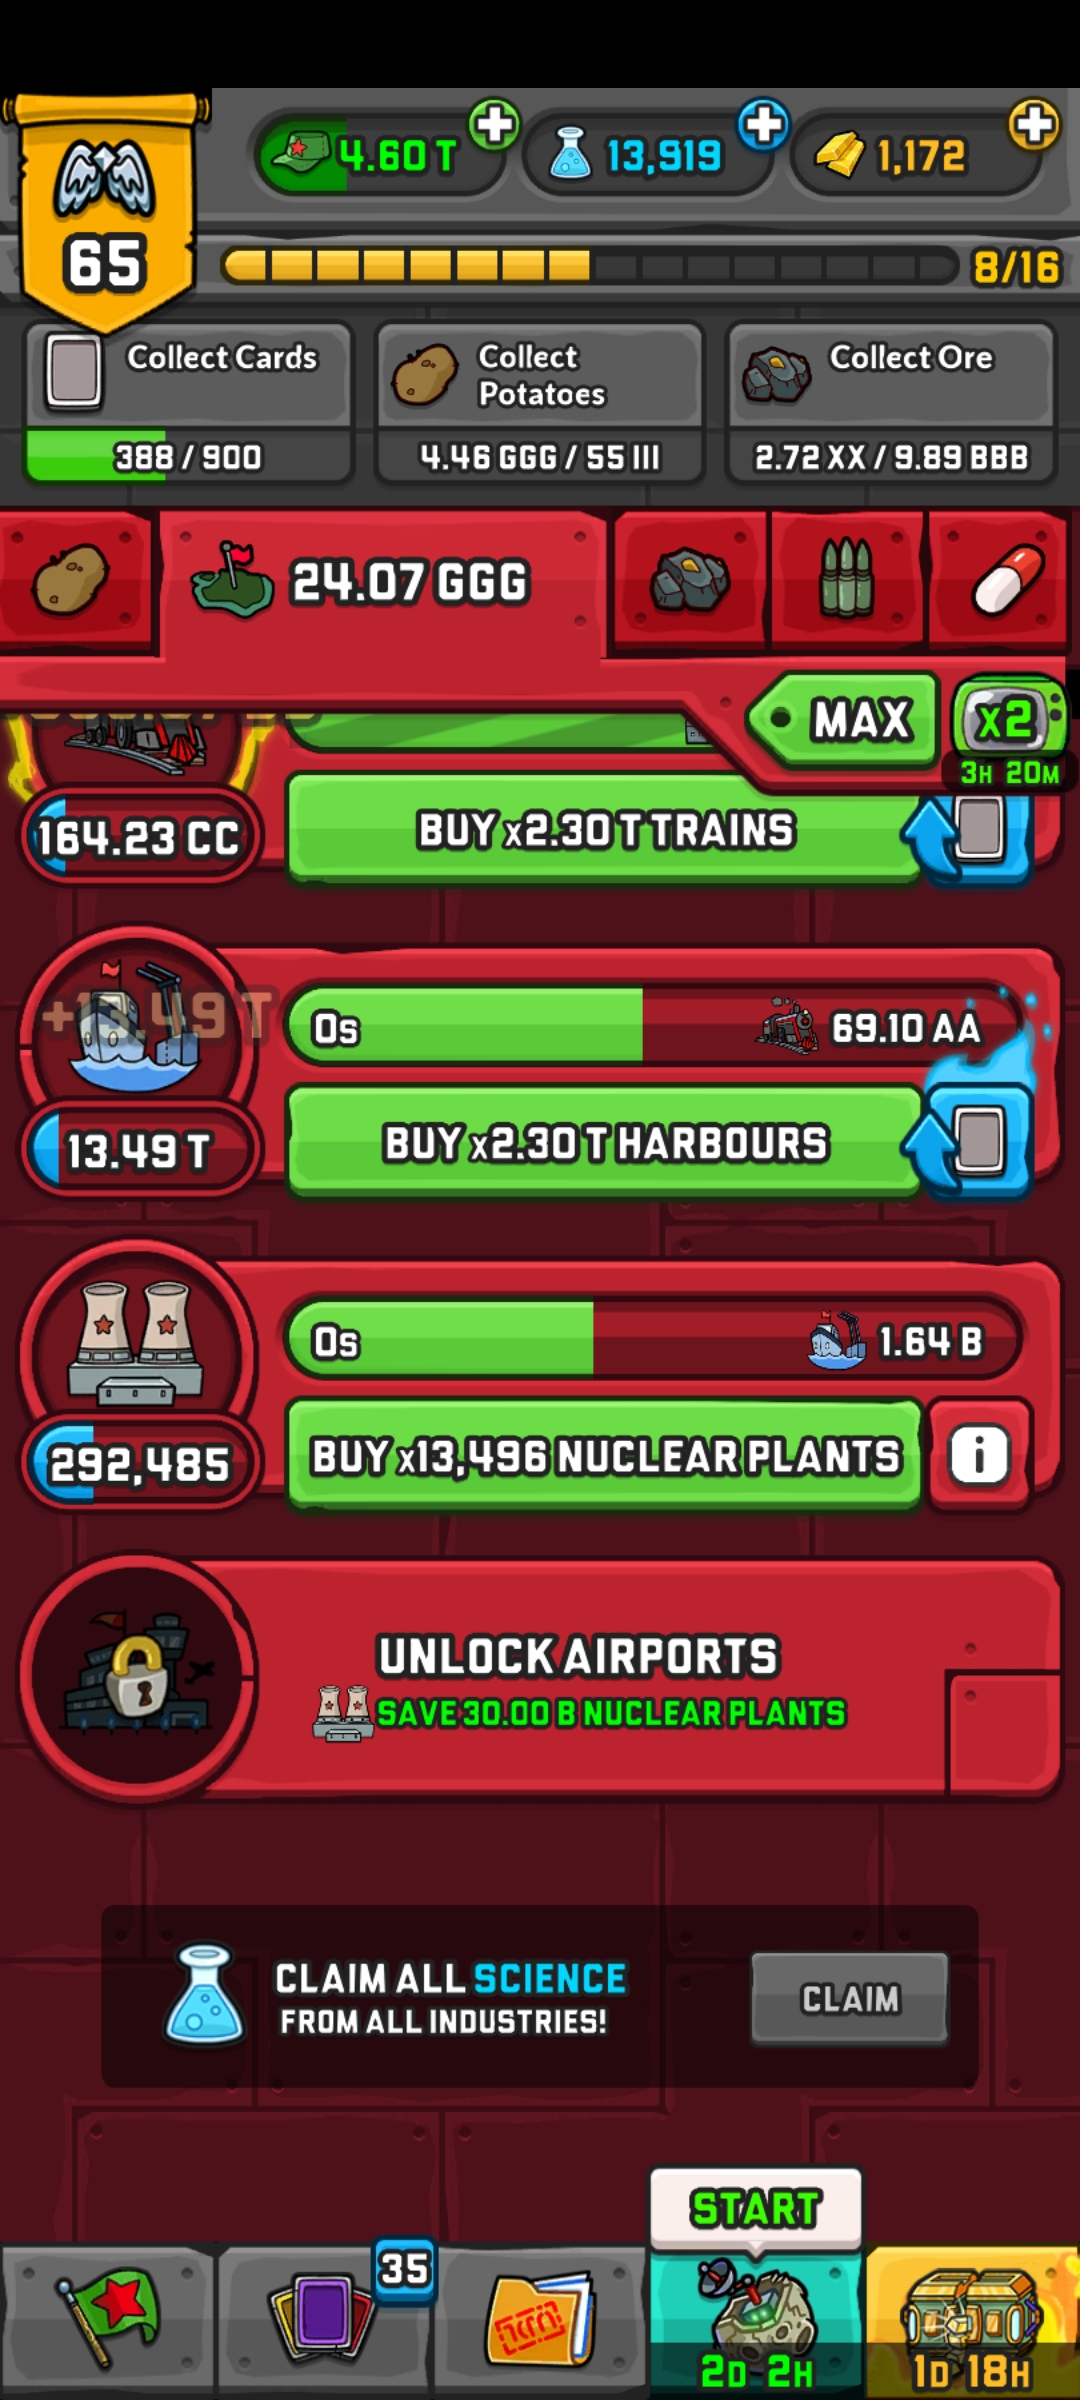 65
4.60 T
13,919
1,172
8/16
Collect Cards
388 / 900
Collect
Potatoes
4.46 GGG / 55 III
Collect Ore
2.72 XX / 9.89 BBB
24.07 GGG
MAX
x2
3H 20M
164.23 CC
BUY x2.30 T TRAINS
+13.49 T
0s
69.10 AA
13.49 T
BUY x2.30 T HARBOURS
0s
1.64 B
292,485
BUY x13,496 NUCLEAR PLANTS
i
UNLOCK AIRPORTS
SAVE 30.00 B NUCLEAR PLANTS
CLAIM ALL SCIENCE
FROM ALL INDUSTRIES!
CLAIM
START
35
2D 2H
1D 18H